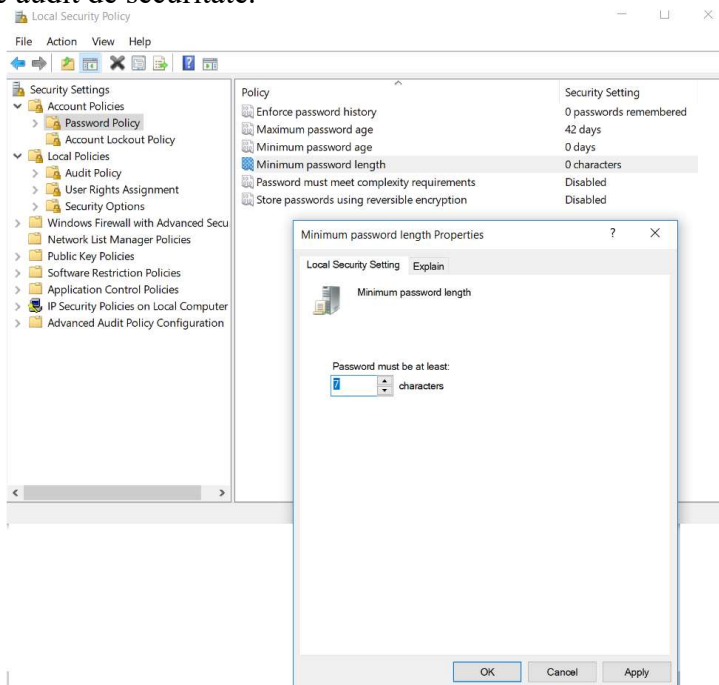 audit de securitate.
Local Security Policy
File Action View Help
Security Settings
Account Policies
Password Policy
Account Lockout Policy
Local Policies
Audit Policy
User Rights Assignment
Security Options
Windows Firewall with Advanced Secu
Network List Manager Policies
Public Key Policies
Software Restriction Policies
Application Control Policies
IP Security Policies on Local Computer
Advanced Audit Policy Configuration
Policy Security Setting
Enforce password history 0 passwords remembered
Maximum password age 42 days
Minimum password age 0 days
Minimum password length 0 characters
Password must meet complexity requirements Disabled
Store passwords using reversible encryption Disabled
Minimum password length Properties ?
Local Security Setting Explain
Minimum password length
Password must be at least:
7 characters
OK Cancel Apply